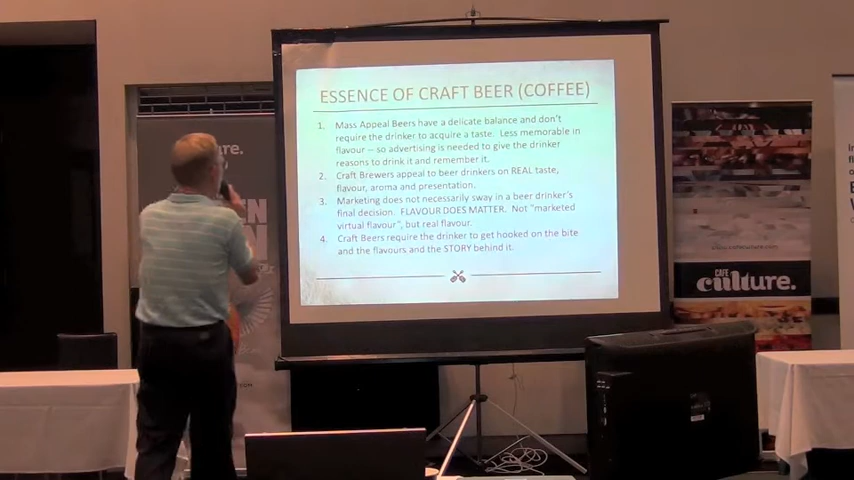 ESSENCE OF CRAFT BEER (COFFEE)
1. MASS APPEAL BEERS HAVE A DELICATE BALANCE AND DON'T
REQUIRE THE DRINKER TO ACQUIRE A TASTE. LESS MEMORABLE IN
FLAVOUR – SO ADVERTISING IS NEEDED TO GIVE THE DRINKER
REASONS TO DRINK IT AND REMEMBER IT.
2. CRAFT BREWERS APPEAL TO BEER DRINKERS ON REAL TASTE,
FLAVOUR, AROMA AND PRESENTATION.
3. MARKETING DOES NOT NECESSARILY SWAY IN A BEER DRINKER'S
FINAL DECISION. FLAVOUR DOES MATTER. NOT "MARKETED
VIRTUAL FLAVOUR", BUT REAL FLAVOUR.
4. CRAFT BEERS REQUIRE THE DRINKER TO GET HOOKED ON THE BITE
AND THE FLAVOURS AND THE STORY BEHIND IT.
re.
CAFE
culture.